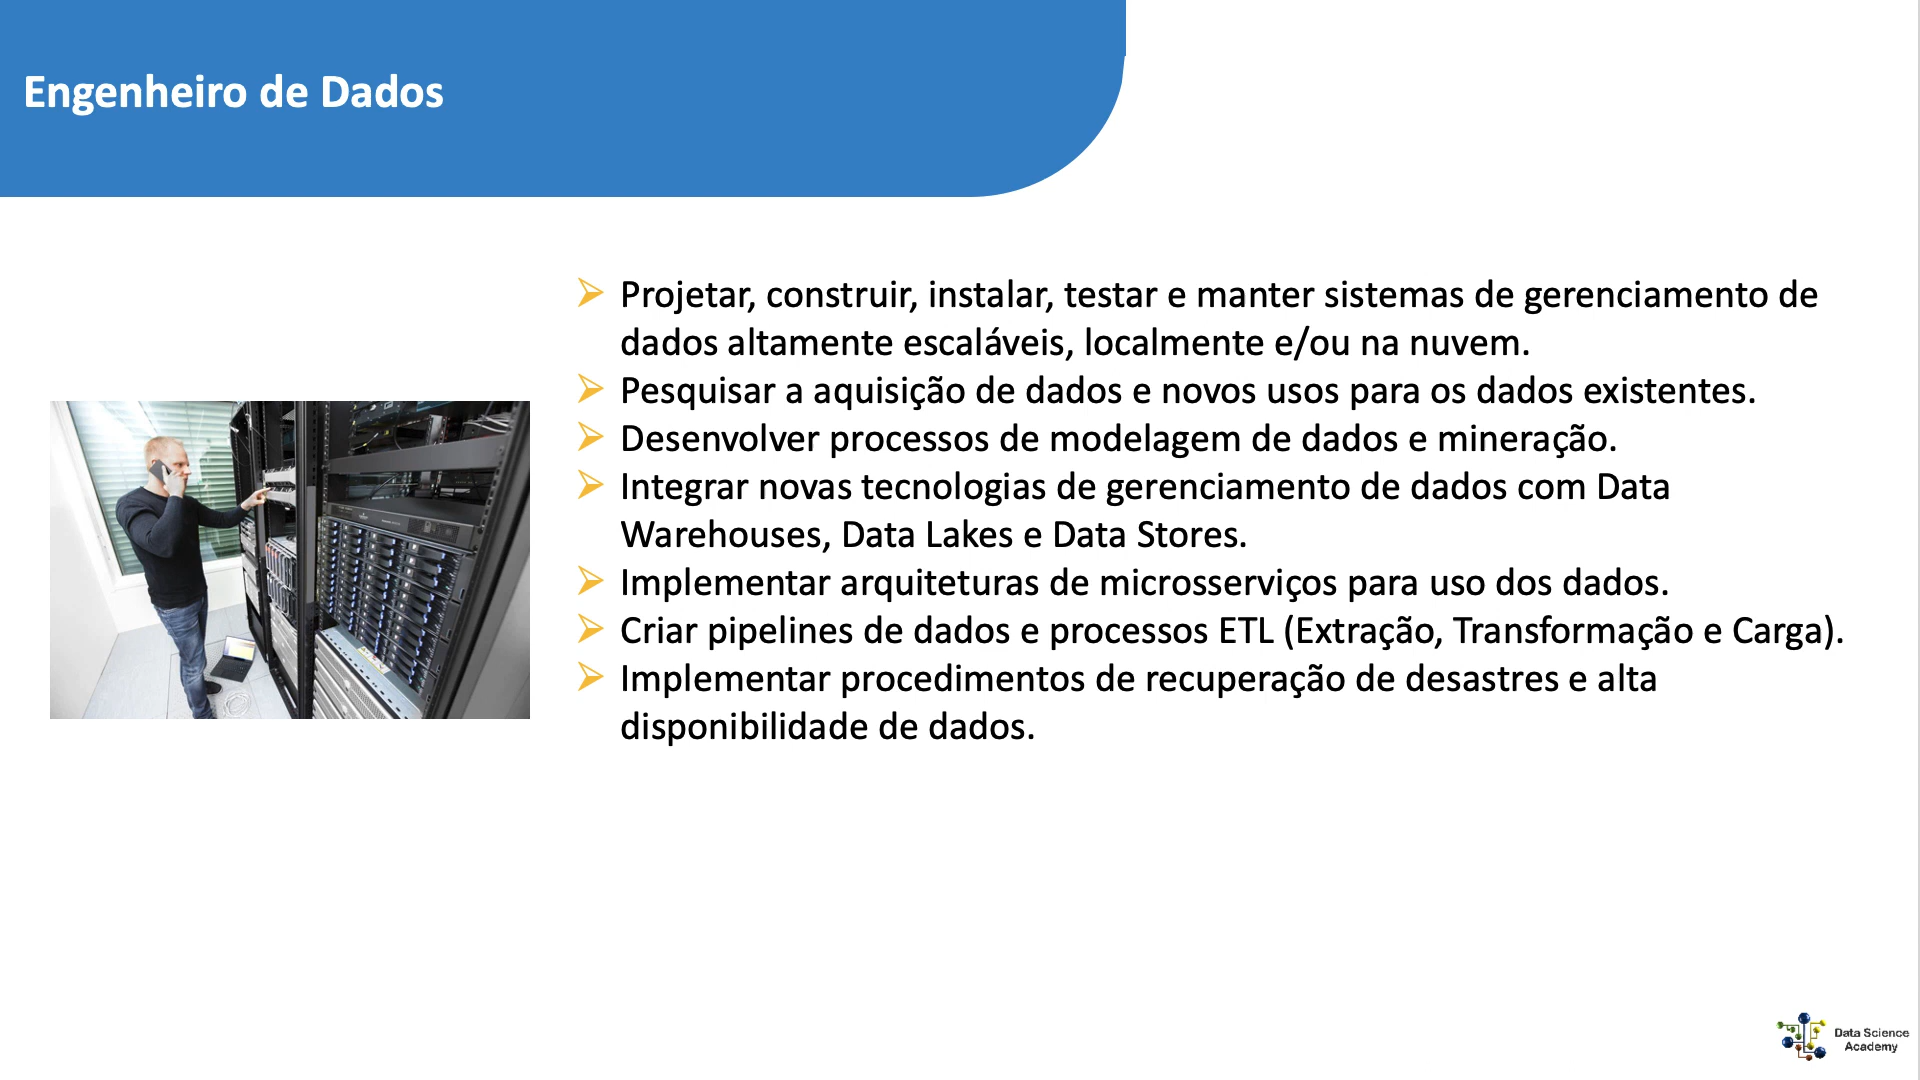 Engenheiro de Dados
Projetar, construir, instalar, testar e manter sistemas de gerenciamento de
dados altamente escaláveis, localmente e/ou na nuvem.
Pesquisar a aquisição de dados e novos usos para os dados existentes.
Desenvolver processos de modelagem de dados e mineração.
Integrar novas tecnologias de gerenciamento de dados com Data
Warehouses, Data Lakes e Data Stores.
Implementar arquiteturas de microsserviços para uso dos dados.
Criar pipelines de dados e processos ETL (Extração, Transformação e Carga).
Implementar procedimentos de recuperação de desastres e alta
disponibilidade de dados.
Data Science
Academy